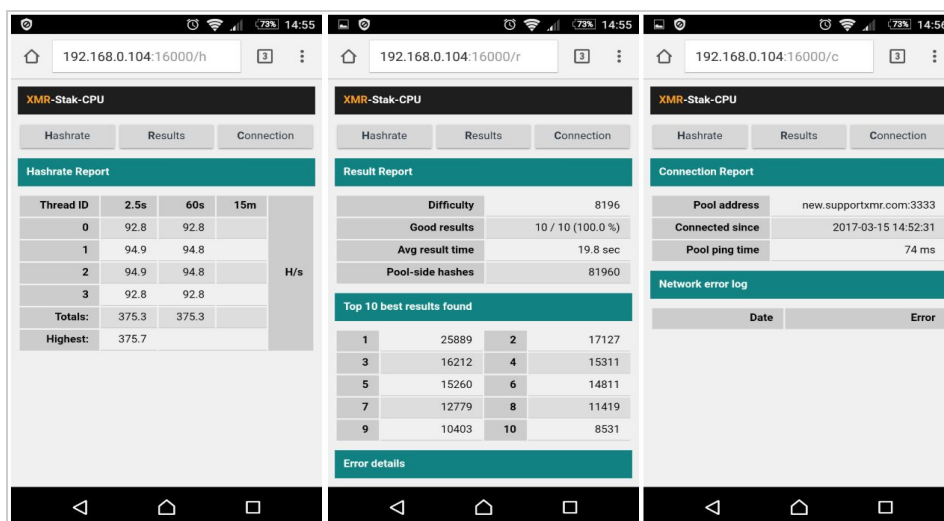 73% 14:55
192.168.0.104:16000/h 3
XMR-Stak-CPU
Hashrate Results Connection
Hashrate Report
Thread ID 2.5s 60s 15m
0 92.8 92.8
1 94.9 94.8
2 94.9 94.8
H/s
3 92.8 92.8
Totals: 375.3 375.3
Highest: 375.7
73% 14:55
192.168.0.104:16000/r 3
XMR-Stak-CPU
Hashrate Results Connection
Result Report
Difficulty 8196
Good results 10 / 10 (100.0 %)
Avg result time 19.8 sec
Pool-side hashes 81960
Top 10 best results found
1 25889 2 17127
3 16212 4 15311
5 15260 6 14811
7 12779 8 11419
9 10403 10 8531
Error details
73% 14:56
192.168.0.104:16000/c 3
XMR-Stak-CPU
Hashrate Results Connection
Connection Report
Pool address new.supportxmr.com:3333
Connected since 2017-03-15 14:52:31
Pool ping time 74 ms
Network error log
Date Error